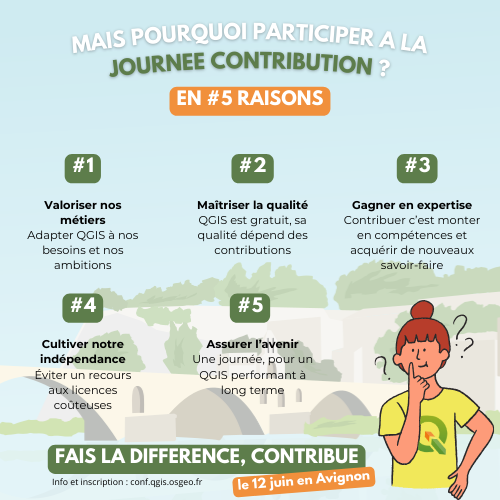 MAIS POURQUOI PARTICIPER A LA
JOURNEE CONTRIBUTION ?
EN #5 RAISONS
#1
Valoriser nos
métiers
Adapter QGIS à nos
besoins et nos
ambitions
#2
Maîtriser la qualité
QGIS est gratuit, sa
qualité dépend des
contributions
#3
Gagner en expertise
Contribuer c'est monter
en compétences et
acquérir de nouveaux
savoir-faire
#4
Cultiver notre
indépendance
Éviter un recours
aux licences
coûteuses
#5
Assurer l'avenir
Une journée, pour un
QGIS performant à
long terme
? ?
?
FAIS LA DIFFERENCE, CONTRIBUE
Info et inscription : conf.qgis.osgeo.fr
le 12 juin en Avignon